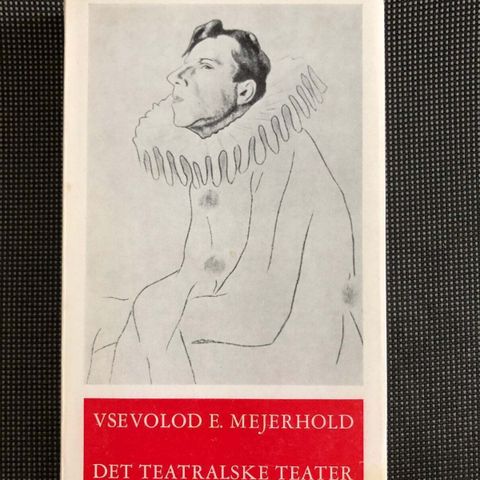 VSEVOLOD E. MEJERHOLD
DET TEATRALSKE TEATER